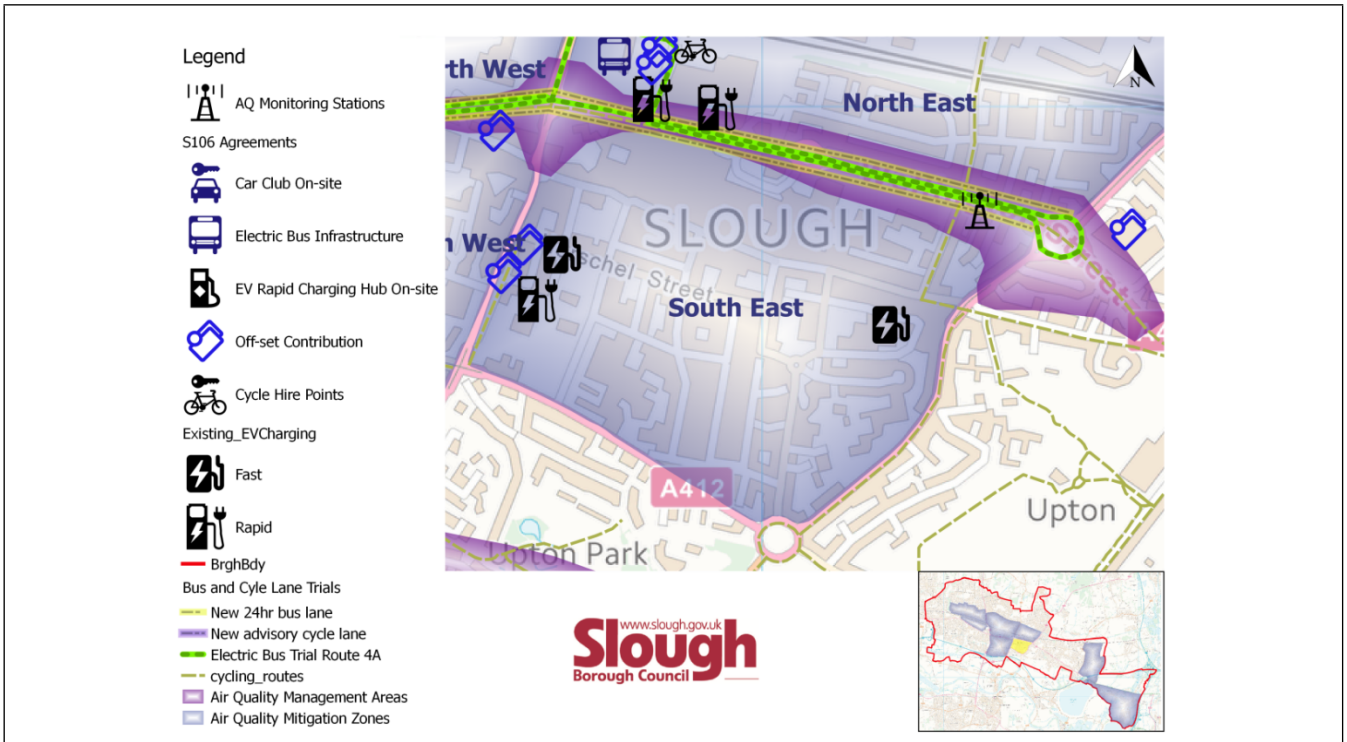 Legend
AQ Monitoring Stations
S106 Agreements
Car Club On-site
Electric Bus Infrastructure
EV Rapid Charging Hub On-site
Off-set Contribution
Cycle Hire Points
Existing_EVCharging
Fast
Rapid
BrghBdy
Bus and Cyle Lane Trials
New 24hr bus lane
New advisory cycle lane
Electric Bus Trial Route 4A
cycling_routes
Air Quality Management Areas
Air Quality Mitigation Zones
rth West
North East
N
SLOUGH
h West
schel Street
South East
Street
A412
Upton
Upton Park
www.slough.gov.uk
Slough
Borough Council